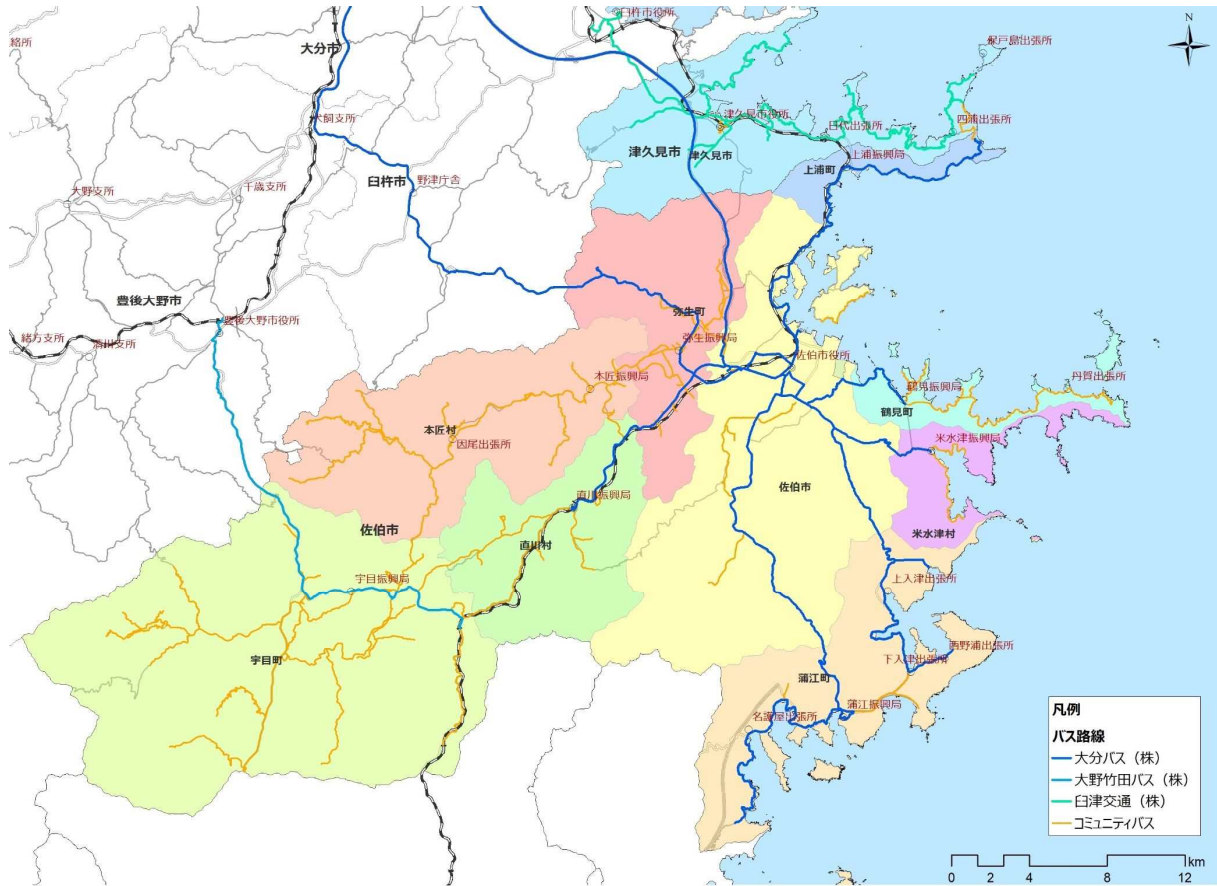 臼杵市役所
N
大分市
絡所
保戸島出張所
犬飼支所
津久見市役所
四浦出張所
日代出張所
津久見市
津久見市
上浦振興局
臼杵市
上浦町
千歳支所
野津庁舎
大野支所
豊後大野市
弥生町
豊後大野市役所
弥生振興局
緒方支所
清川支所
佐伯市役所
本匠振興局
丹賀出張所
鶴見振興局
鶴見町
本匠村
因尾出張所
米水津振興局
佐伯市
直川振興局
佐伯市
米水津村
直川村
宇目振興局
上入津出張所
西野浦出張所
宇目町
下入津出張所
蒲江町
蒲江振興局
名護屋出張所
凡例
バス路線
大分バス（株）
大野竹田バス（株）
臼津交通（株）
コミュニティバス
km
0 2 4 8 12